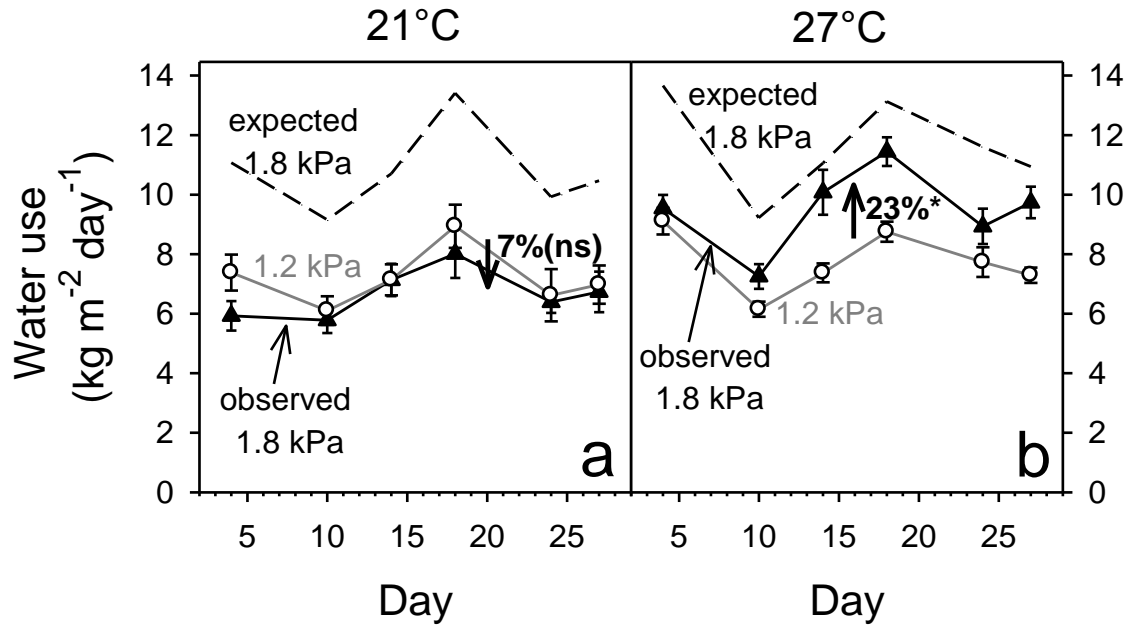 21°C
27°C
Water use
(kg m-2 day-1)
14
12
10
8
6
4
2
0
expected
1.8 kPa
1.2 kPa
7%(ns)
observed
1.8 kPa
a
5
10
15
20
25
Day
expected
1.8 kPa
23%*
1.2 kPa
observed
1.8 kPa
b
14
12
10
8
6
4
2
0
5
10
15
20
25
Day